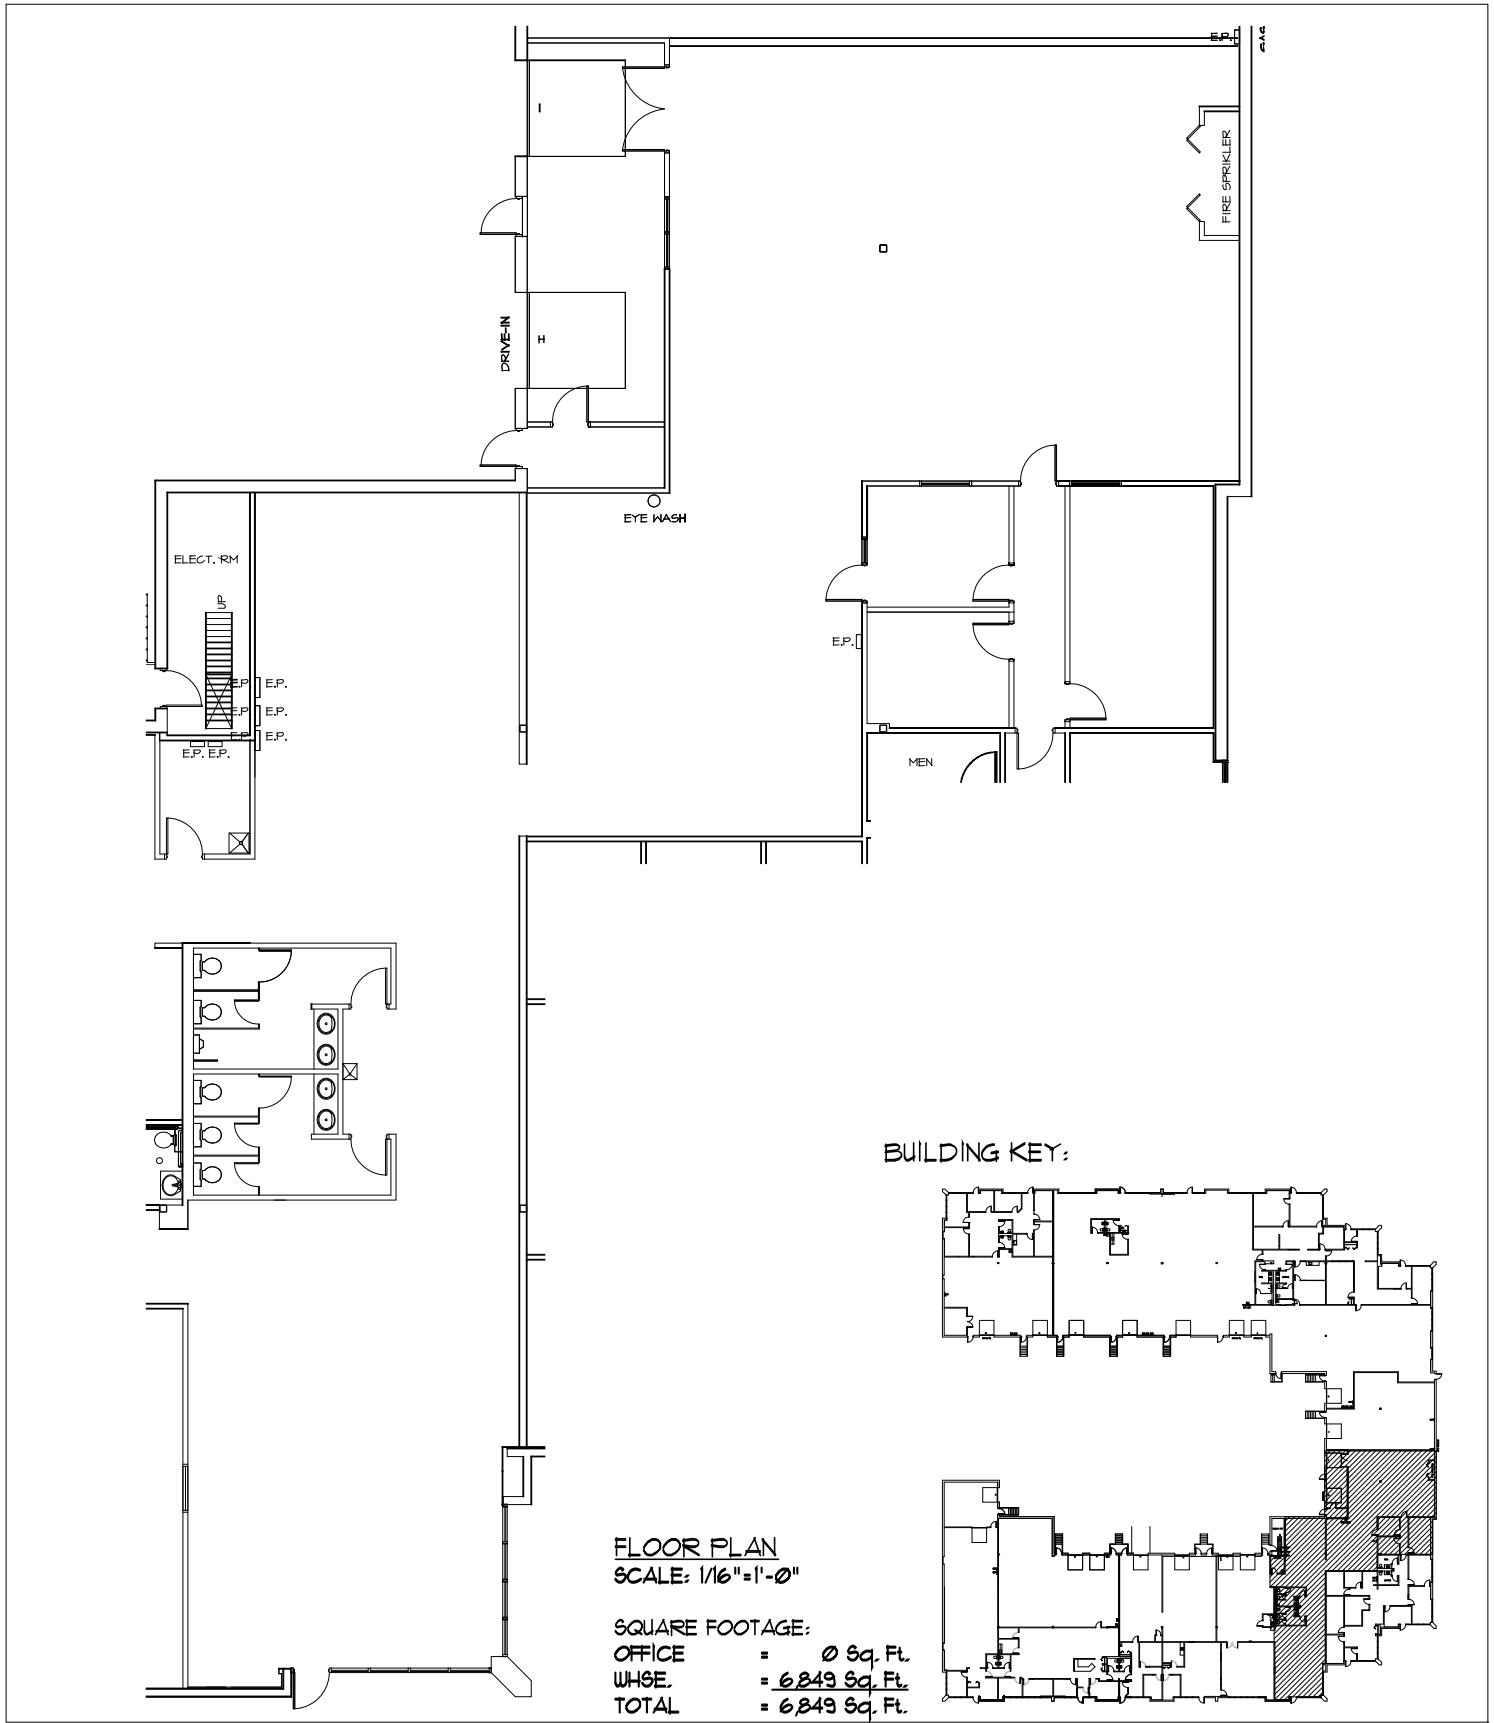 E.P.
GAS
I
FIRE SPRIKLER
DRIVE-IN
H
EYE WASH
ELECT. RM
UP
E.P.
E.P. E.P.
E.P. E.P.
E.P. E.P.
E.P. E.P.
MEN
BUILDING KEY:
FLOOR PLAN
SCALE: 1/16"=1'-0"
SQUARE FOOTAGE:
OFFICE = 0 Sq. Ft.
WHSE. = 6,849 Sq. Ft.
TOTAL = 6,849 Sq. Ft.